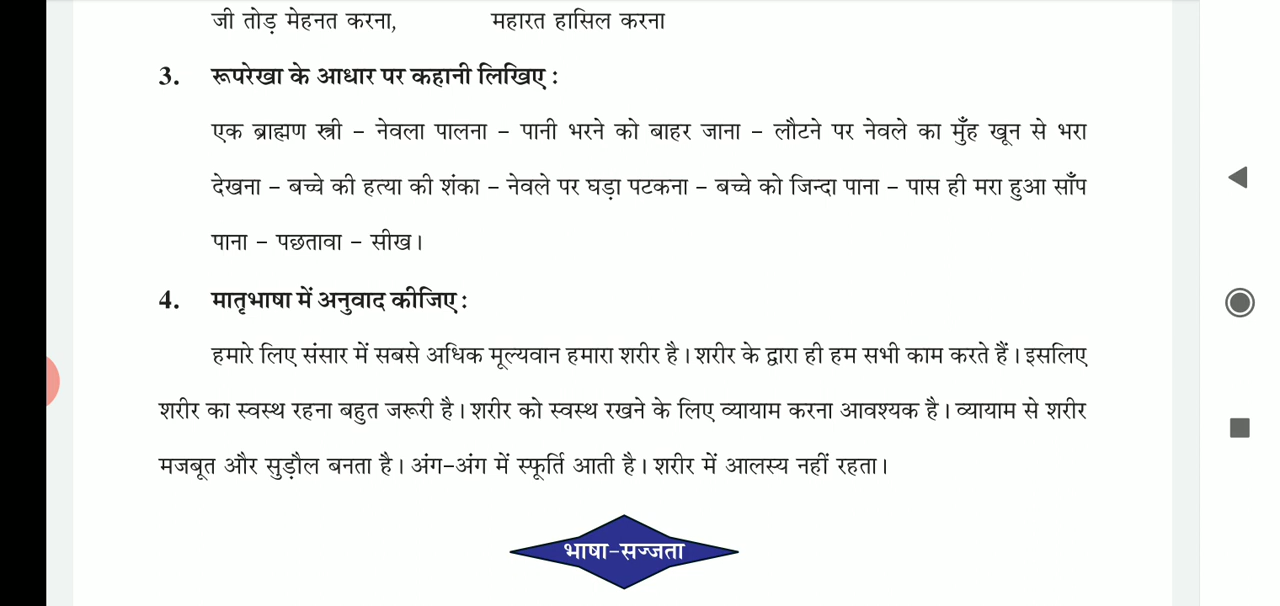 जी तोड़ मेहनत करना, महारत हासिल करना
3. रूपरेखा के आधार पर कहानी लिखिए :
एक ब्राह्मण स्त्री – नेवला पालना – पानी भरने को बाहर जाना – लौटने पर नेवले का मुँह खून से भरा
देखना – बच्चे की हत्या की शंका – नेवले पर घड़ा पटकना – बच्चे को जिन्दा पाना – पास ही मरा हुआ साँप
पाना – पछतावा – सीख।
4. मातृभाषा में अनुवाद कीजिए :
हमारे लिए संसार में सबसे अधिक मूल्यवान हमारा शरीर है। शरीर के द्वारा ही हम सभी काम करते हैं। इसलिए
शरीर का स्वस्थ रहना बहुत जरूरी है। शरीर को स्वस्थ रखने के लिए व्यायाम करना आवश्यक है। व्यायाम से शरीर
मजबूत और सुड़ौल बनता है। अंग-अंग में स्फूर्ति आती है। शरीर में आलस्य नहीं रहता।
भाषा-सज्जता